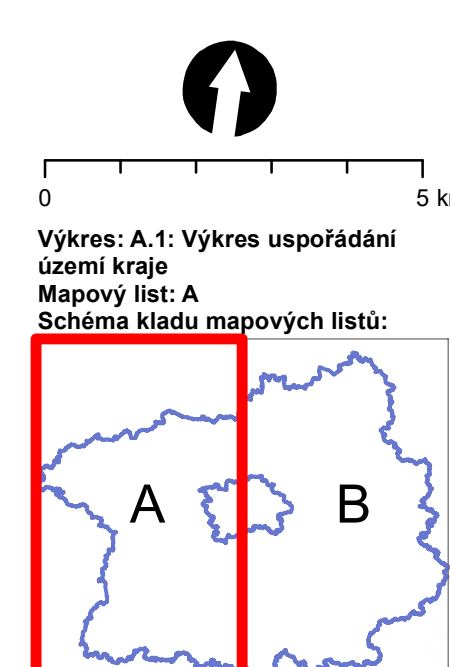 0 5
Výkres: A.1: Výkres uspořádání
území kraje
Mapový list: A
Schéma kladu mapových listů:
A B